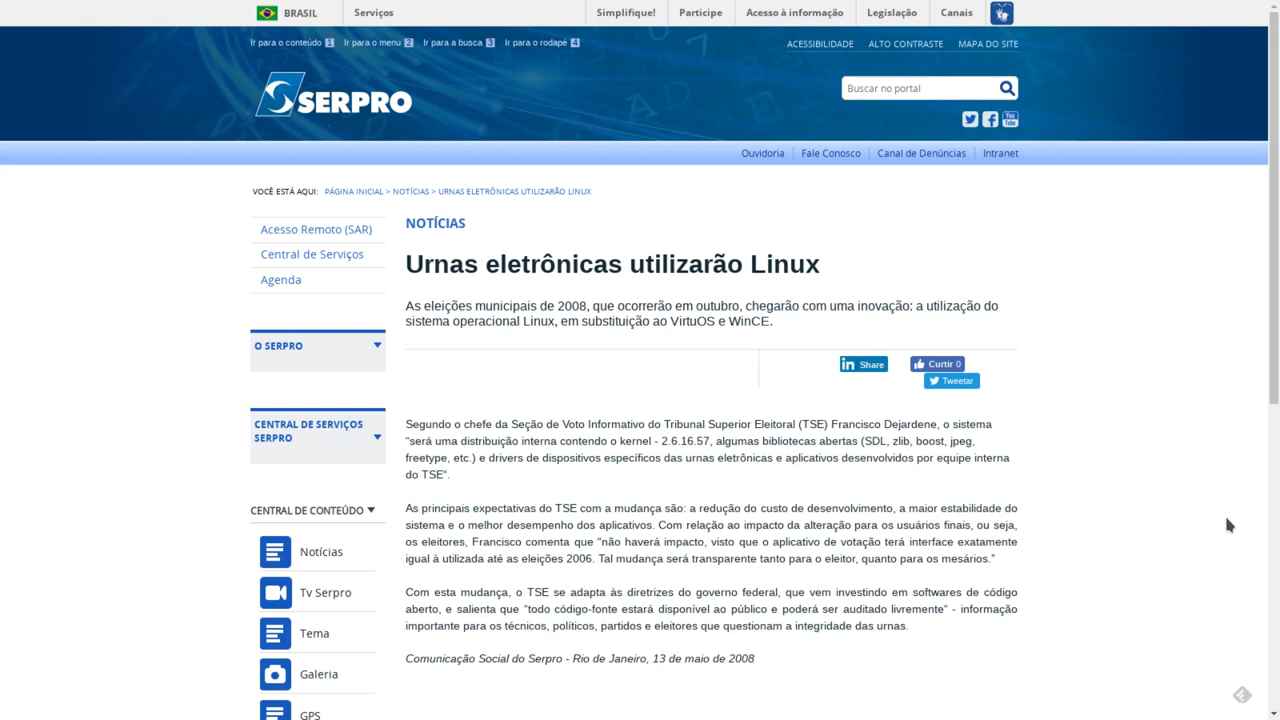 BRASIL
Serviços
Simplifique!
Participe
Acesso à informação
Legislação
Canais
Ir para o conteúdo 1
Ir para o menu 2
Ir para a busca 3
Ir para o rodapé 4
ACESSIBILIDADE
ALTO CONTRASTE
MAPA DO SITE
SERPRO
Buscar no portal
You
Tube
Ouvidoria
Fale Conosco
Canal de Denúncias
Intranet
VOCÊ ESTÁ AQUI: PÁGINA INICIAL > NOTÍCIAS > URNAS ELETRÔNICAS UTILIZARÃO LINUX
Acesso Remoto (SAR)
Central de Serviços
Agenda
O SERPRO
CENTRAL DE SERVIÇOS
SERPRO
CENTRAL DE CONTEÚDO
Notícias
Tv Serpro
Tema
Galeria
GPS
NOTÍCIAS
Urnas eletrônicas utilizarão Linux
As eleições municipais de 2008, que ocorrerão em outubro, chegarão com uma inovação: a utilização do
sistema operacional Linux, em substituição ao VirtuOS e WinCE.
in Share
Curtir 0
Tweetar
Segundo o chefe da Seção de Voto Informativo do Tribunal Superior Eleitoral (TSE) Francisco Dejardene, o sistema
“será uma distribuição interna contendo o kernel - 2.6.16.57, algumas bibliotecas abertas (SDL, zlib, boost, jpeg,
freetype, etc.) e drivers de dispositivos específicos das urnas eletrônicas e aplicativos desenvolvidos por equipe interna
do TSE“.
As principais expectativas do TSE com a mudança são: a redução do custo de desenvolvimento, a maior estabilidade do
sistema e o melhor desempenho dos aplicativos. Com relação ao impacto da alteração para os usuários finais, ou seja,
os eleitores, Francisco comenta que “não haverá impacto, visto que o aplicativo de votação terá interface exatamente
igual à utilizada até as eleições 2006. Tal mudança será transparente tanto para o eleitor, quanto para os mesários.”
Com esta mudança, o TSE se adapta às diretrizes do governo federal, que vem investindo em softwares de código
aberto, e salienta que “todo código-fonte estará disponível ao público e poderá ser auditado livremente“ - informação
importante para os técnicos, políticos, partidos e eleitores que questionam a integridade das urnas.
Comunicação Social do Serpro - Rio de Janeiro, 13 de maio de 2008